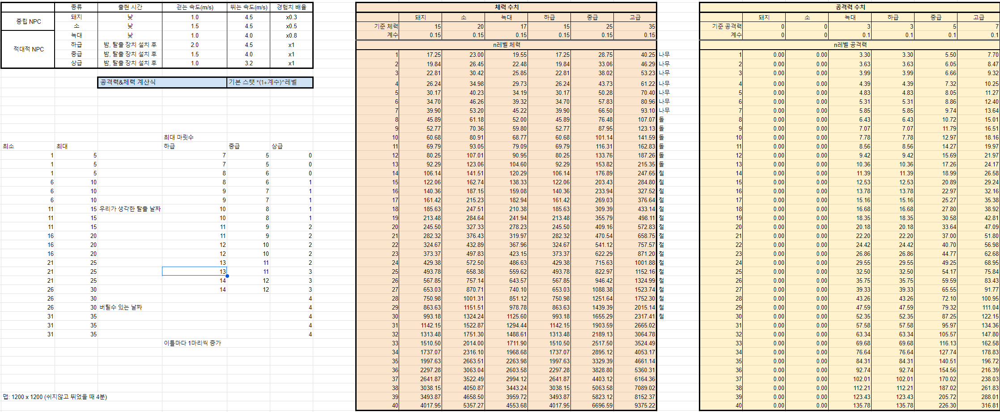 종류 출현 시간 걷는 속도(m/s) 뛰는 속도(m/s) 경험치 배율
중립 NPC 돼지 낮 1.0 4.5 x0.3
소 낮 1.5 4.5 x0.5
적대적 NPC 늑대 낮 1.0 4.0 x0.8
하급 밤, 탈출 장치 설치 후 2.0 4.5 x1
중급 밤, 탈출 장치 설치 후 1.5 4.0 x1
상급 밤, 탈출 장치 설치 후 1.0 3.2 x1
공격력&체력 계산식 기본 스탯 *(1+계수)^레벨
최대 마릿수
최소 최대 하급 중급 상급
1 5 7 5 0
1 5 7 5 0
1 5 8 6 0
6 10 8 6 1
6 10 9 7 1
6 10 9 7 1
11 15 우리가 생각한 탈출 날짜 10 8 1
11 15 10 8 1
11 15 11 9 2
16 20 11 9 2
16 20 12 10 2
16 20 12 10 2
21 25 13 11 2
21 25 13 11 3
21 25 14 12 3
26 30 14 12 3
26 30 4
26 30 버틸수 있는 날짜 4
31 35 4
31 35 4
31 35 4
이틀마다 1마리씩 증가
맵: 1200 x 1200 (쉬지않고 뛰었을 때 4분)
체력 수치
돼지 소 늑대 하급 중급 고급
기준 체력 15 20 17 15 25 35
계수 0.15 0.15 0.15 0.15 0.15 0.15
n레벨 체력
1 17.25 23.00 19.55 17.25 28.75 40.25 나무
2 19.84 26.45 22.48 19.84 33.06 46.29 나무
3 22.81 30.42 25.85 22.81 38.02 53.23 나무
4 26.24 34.98 29.73 26.24 43.73 61.22 나무
5 30.17 40.23 34.19 30.17 50.28 70.40 나무
6 34.70 46.26 39.32 34.70 57.83 80.96 나무
7 39.90 53.20 45.22 39.90 66.50 93.10 나무
8 45.89 61.18 52.00 45.89 76.48 107.07 돌
9 52.77 70.36 59.80 52.77 87.95 123.13 돌
10 60.68 80.91 68.77 60.68 101.14 141.59 돌
11 69.79 93.05 79.09 69.79 116.31 162.83 돌
12 80.25 107.01 90.95 80.25 133.76 187.26 돌
13 92.29 123.06 104.60 92.29 153.82 215.35 돌
14 106.14 141.51 120.29 106.14 176.89 247.65 철
15 122.06 162.74 138.33 122.06 203.43 284.80 철
16 140.36 187.15 159.08 140.36 233.94 327.52 철
17 161.42 215.23 182.94 161.42 269.03 376.64 철
18 185.63 247.51 210.38 185.63 309.39 433.14 철
19 213.48 284.64 241.94 213.48 355.79 498.11 철
20 245.50 327.33 278.23 245.50 409.16 572.83 철
21 282.32 376.43 319.97 282.32 470.54 658.75 철
22 324.67 432.89 367.96 324.67 541.12 757.57 철
23 373.37 497.83 423.15 373.37 622.29 871.20 철
24 429.38 572.50 486.63 429.38 715.63 1001.88 철
25 493.78 658.38 559.62 493.78 822.97 1152.16 철
26 567.85 757.14 643.57 567.85 946.42 1324.99 철
27 653.03 870.71 740.10 653.03 1088.38 1523.74 철
28 750.98 1001.31 851.12 750.98 1251.64 1752.30 철
29 863.63 1151.51 978.78 863.63 1439.39 2015.14 철
30 993.18 1324.24 1125.60 993.18 1655.29 2317.41 철
31 1142.15 1522.87 1294.44 1142.15 1903.59 2665.02
32 1313.48 1751.30 1488.61 1313.48 2189.13 3064.78
33 1510.50 2014.00 1711.90 1510.50 2517.50 3524.49
34 1737.07 2316.10 1968.68 1737.07 2895.12 4053.17
35 1997.63 2663.51 2263.98 1997.63 3329.39 4661.14
36 2297.28 3063.04 2603.58 2297.28 3828.80 5360.31
37 2641.87 3522.49 2994.12 2641.87 4403.12 6164.36
38 3038.15 4050.87 3443.24 3038.15 5063.58 7089.02
39 3493.87 4658.50 3959.72 3493.87 5823.12 8152.37
40 4017.95 5357.27 4553.68 4017.95 6696.59 9375.22
공격력 수치
돼지 소 늑대 하급 중급 고급
기준 공격력 0 0 3 3 5 7
계수 0 0 0.1 0.1 0.1 0.1
n레벨 공격력
1 0.00 0.00 3.30 3.30 5.50 7.70
2 0.00 0.00 3.63 3.63 6.05 8.47
3 0.00 0.00 3.99 3.99 6.66 9.32
4 0.00 0.00 4.39 4.39 7.32 10.25
5 0.00 0.00 4.83 4.83 8.05 11.27
6 0.00 0.00 5.31 5.31 8.86 12.40
7 0.00 0.00 5.85 5.85 9.74 13.64
8 0.00 0.00 6.43 6.43 10.72 15.01
9 0.00 0.00 7.07 7.07 11.79 16.51
10 0.00 0.00 7.78 7.78 12.97 18.16
11 0.00 0.00 8.56 8.56 14.27 19.97
12 0.00 0.00 9.42 9.42 15.69 21.97
13 0.00 0.00 10.36 10.36 17.26 24.17
14 0.00 0.00 11.39 11.39 18.99 26.58
15 0.00 0.00 12.53 12.53 20.89 29.24
16 0.00 0.00 13.78 13.78 22.97 32.16
17 0.00 0.00 15.16 15.16 25.27 35.38
18 0.00 0.00 16.68 16.68 27.80 38.92
19 0.00 0.00 18.35 18.35 30.58 42.81
20 0.00 0.00 20.18 20.18 33.64 47.09
21 0.00 0.00 22.20 22.20 37.00 51.80
22 0.00 0.00 24.42 24.42 40.70 56.98
23 0.00 0.00 26.86 26.86 44.77 62.68
24 0.00 0.00 29.55 29.55 49.25 68.95
25 0.00 0.00 32.50 32.50 54.17 75.84
26 0.00 0.00 35.75 35.75 59.59 83.43
27 0.00 0.00 39.33 39.33 65.55 91.77
28 0.00 0.00 43.26 43.26 72.10 100.95
29 0.00 0.00 47.59 47.59 79.32 111.04
30 0.00 0.00 52.35 52.35 87.25 122.15
31 0.00 0.00 57.58 57.58 95.97 134.36
32 0.00 0.00 63.34 63.34 105.57 147.80
33 0.00 0.00 69.68 69.68 116.13 162.58
34 0.00 0.00 76.64 76.64 127.74 178.83
35 0.00 0.00 84.31 84.31 140.51 196.72
36 0.00 0.00 92.74 92.74 154.56 216.39
37 0.00 0.00 102.01 102.01 170.02 238.03
38 0.00 0.00 112.21 112.21 187.02 261.83
39 0.00 0.00 123.43 123.43 205.72 288.01
40 0.00 0.00 135.78 135.78 226.30 316.81